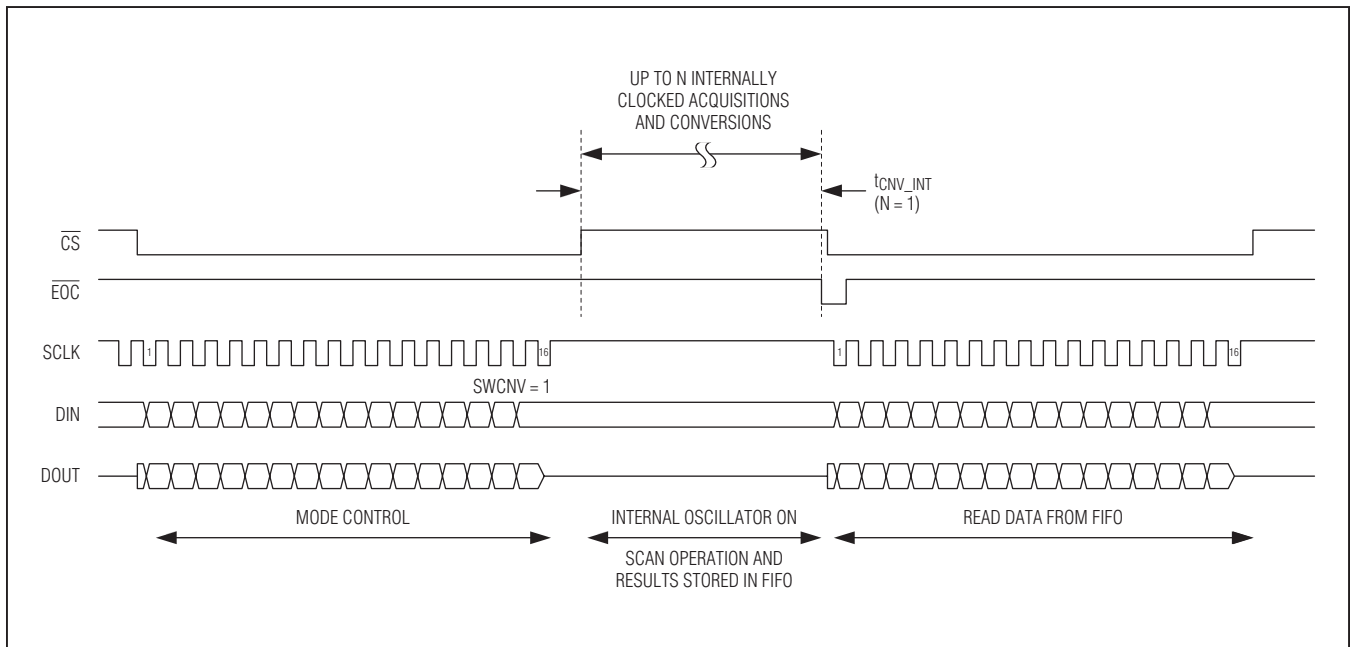 UP TO N INTERNALLY
CLOCKED ACQUISITIONS
AND CONVERSIONS
tCNV_INT
(N = 1)
CS
EOC
SCLK
1
16
1
16
SWCNV = 1
DIN
DOUT
MODE CONTROL
INTERNAL OSCILLATOR ON
READ DATA FROM FIFO
SCAN OPERATION AND
RESULTS STORED IN FIFO